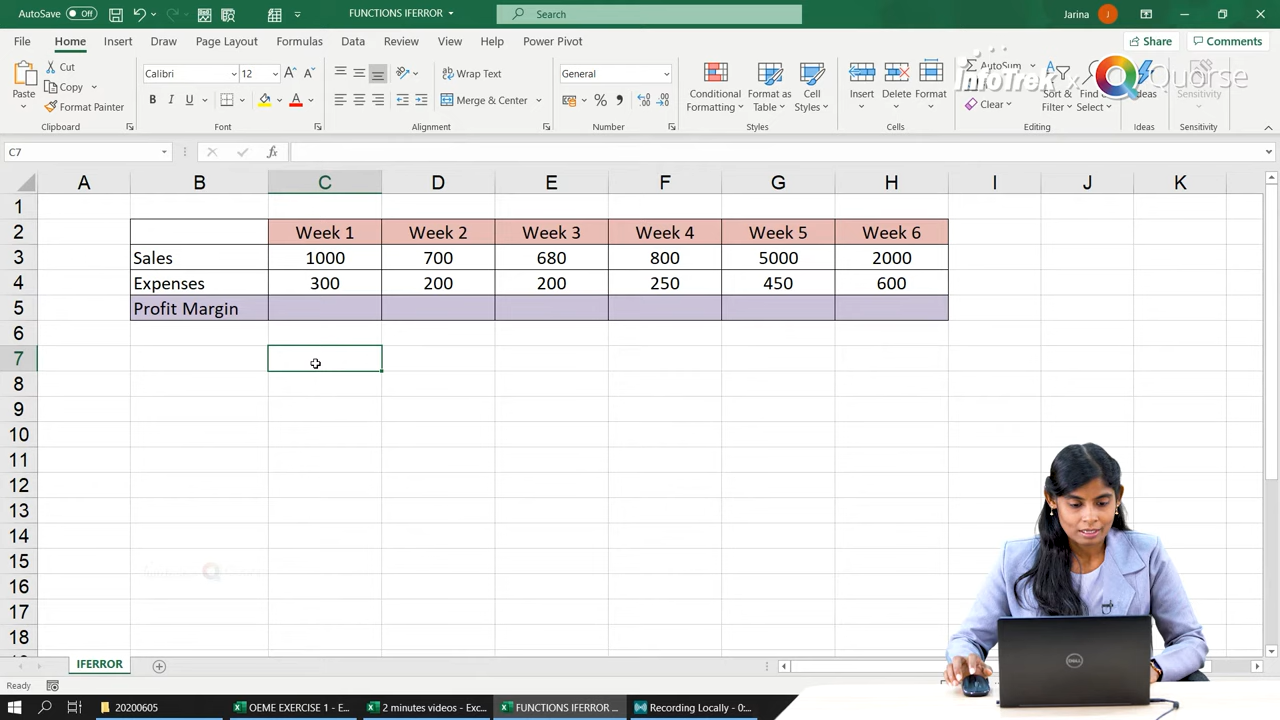 AutoSave Off FUNCTIONS IFERROR Search Jarina J
File Home Insert Draw Page Layout Formulas Data Review View Help Power Pivot Share Comments
Paste Cut Copy Format Painter Clipboard
Calibri 12 B I U A Font
Wrap Text Merge & Center Alignment
General % Number
Conditional Formatting Format as Table Cell Styles Styles
Insert Delete Format Cells
AutoSum Clear Sort & Filter Find & Select Editing
Ideas Ideas
Sensitivity Sensitivity
InfoTrek x Quorse
C7 fx
A B C D E F G H I J K
1
2 Week 1 Week 2 Week 3 Week 4 Week 5 Week 6
3 Sales 1000 700 680 800 5000 2000
4 Expenses 300 200 200 250 450 600
5 Profit Margin
6
7
8
9
10
11
12
13
14
15
16
17
18
IFERROR
Ready
20200605 OEME EXERCISE 1 - E... 2 minutes videos - Exc... FUNCTIONS IFERROR ... Recording Locally - 0:...
DELL